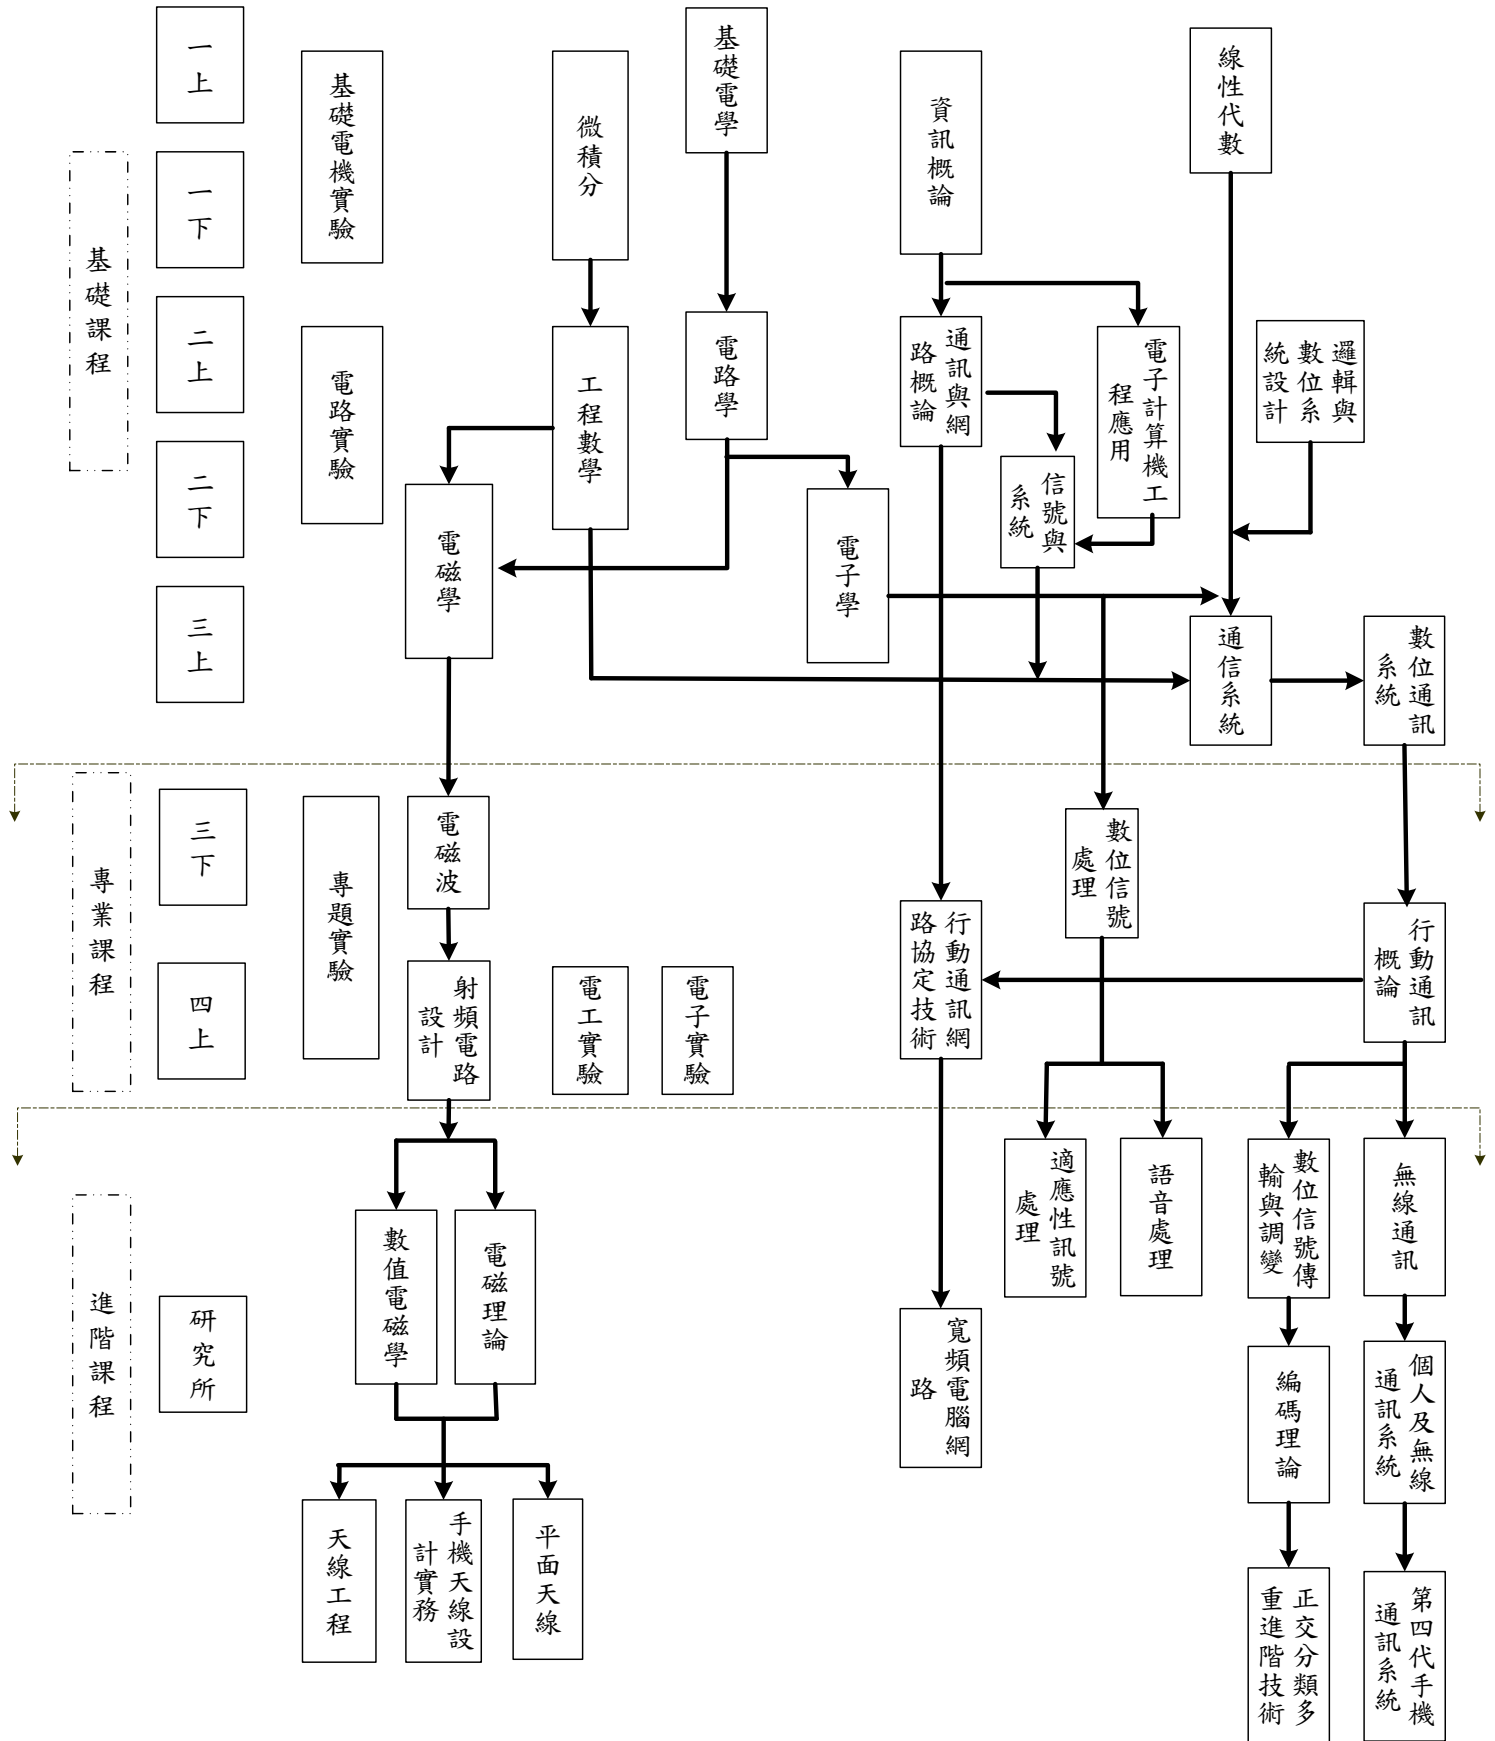 一上
一下
二上
二下
三上
基礎課程
基礎電機實驗
電路實驗
微積分
工程數學
基礎電學
電路學
電磁學
電子學
資訊概論
通訊與網
路概論
電子計算機工
程應用
信號與
系統
線性代數
邏輯與
數位系
統設計
通信系統
數位通訊
系統
專業課程
三下
四上
專題實驗
電磁波
射頻電路
設計
電工實驗
電子實驗
行動通訊網
路協定技術
數位信號
處理
行動通訊
概論
進階課程
研究所
數值電磁學
電磁理論
天線工程
手機天線設
計實務
平面天線
寬頻電腦網
路
適應性訊號
處理
語音處理
數位信號傳
輸與調變
無線通訊
編碼理論
個人及無線
通訊系統
正交分類多
重進階技術
第四代手機
通訊系統